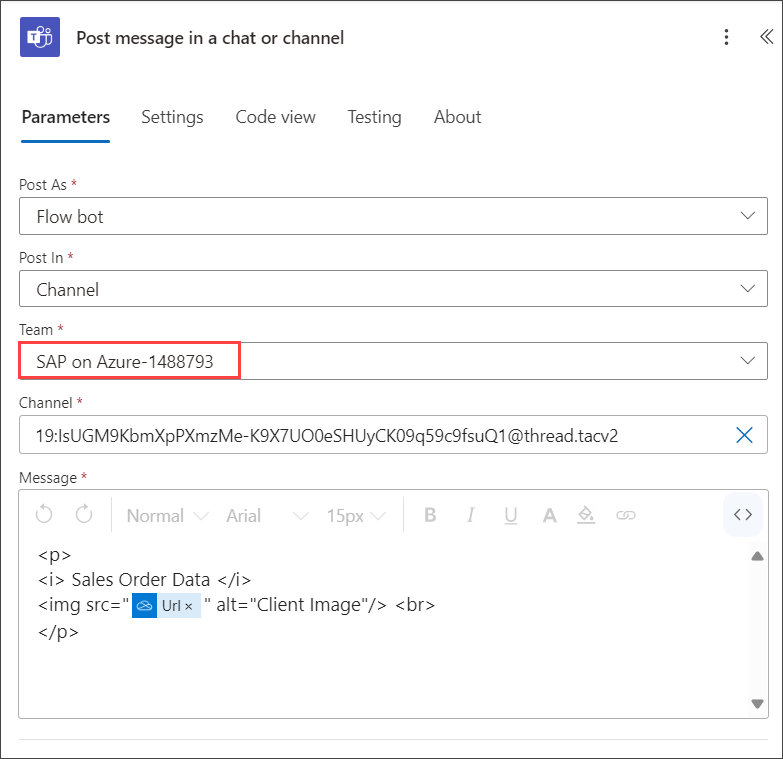 Post message in a chat or channel
Parameters Settings Code view Testing About
Post As *
Flow bot
Post In *
Channel
Team *
SAP on Azure-1488793
Channel *
19:IsUGM9KbmXpPXmzMe-K9X7UO0eSHUyCK09q59c9fsuQ1@thread.tacv2
Message *
Normal Arial 15px B I U A
<p>
<i> Sales Order Data </i>
<img src=" Url × " alt="Client Image"/> <br>
</p>